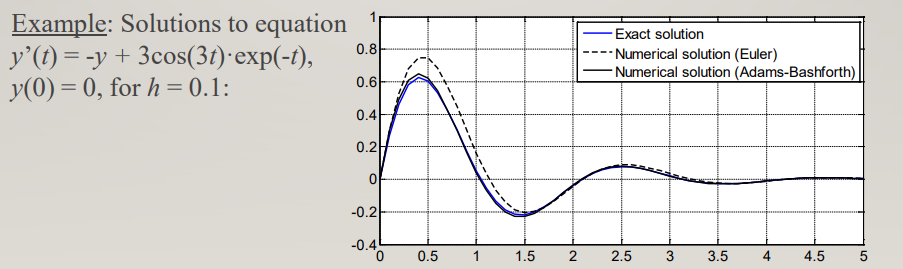 Example: Solutions to equation
y’(t) = -y + 3cos(3t)·exp(-t),
y(0) = 0, for h = 0.1:
1
0.8
0.6
0.4
0.2
0
-0.2
-0.4
Exact solution
Numerical solution (Euler)
Numerical solution (Adams-Bashforth)
0 0.5 1 1.5 2 2.5 3 3.5 4 4.5 5